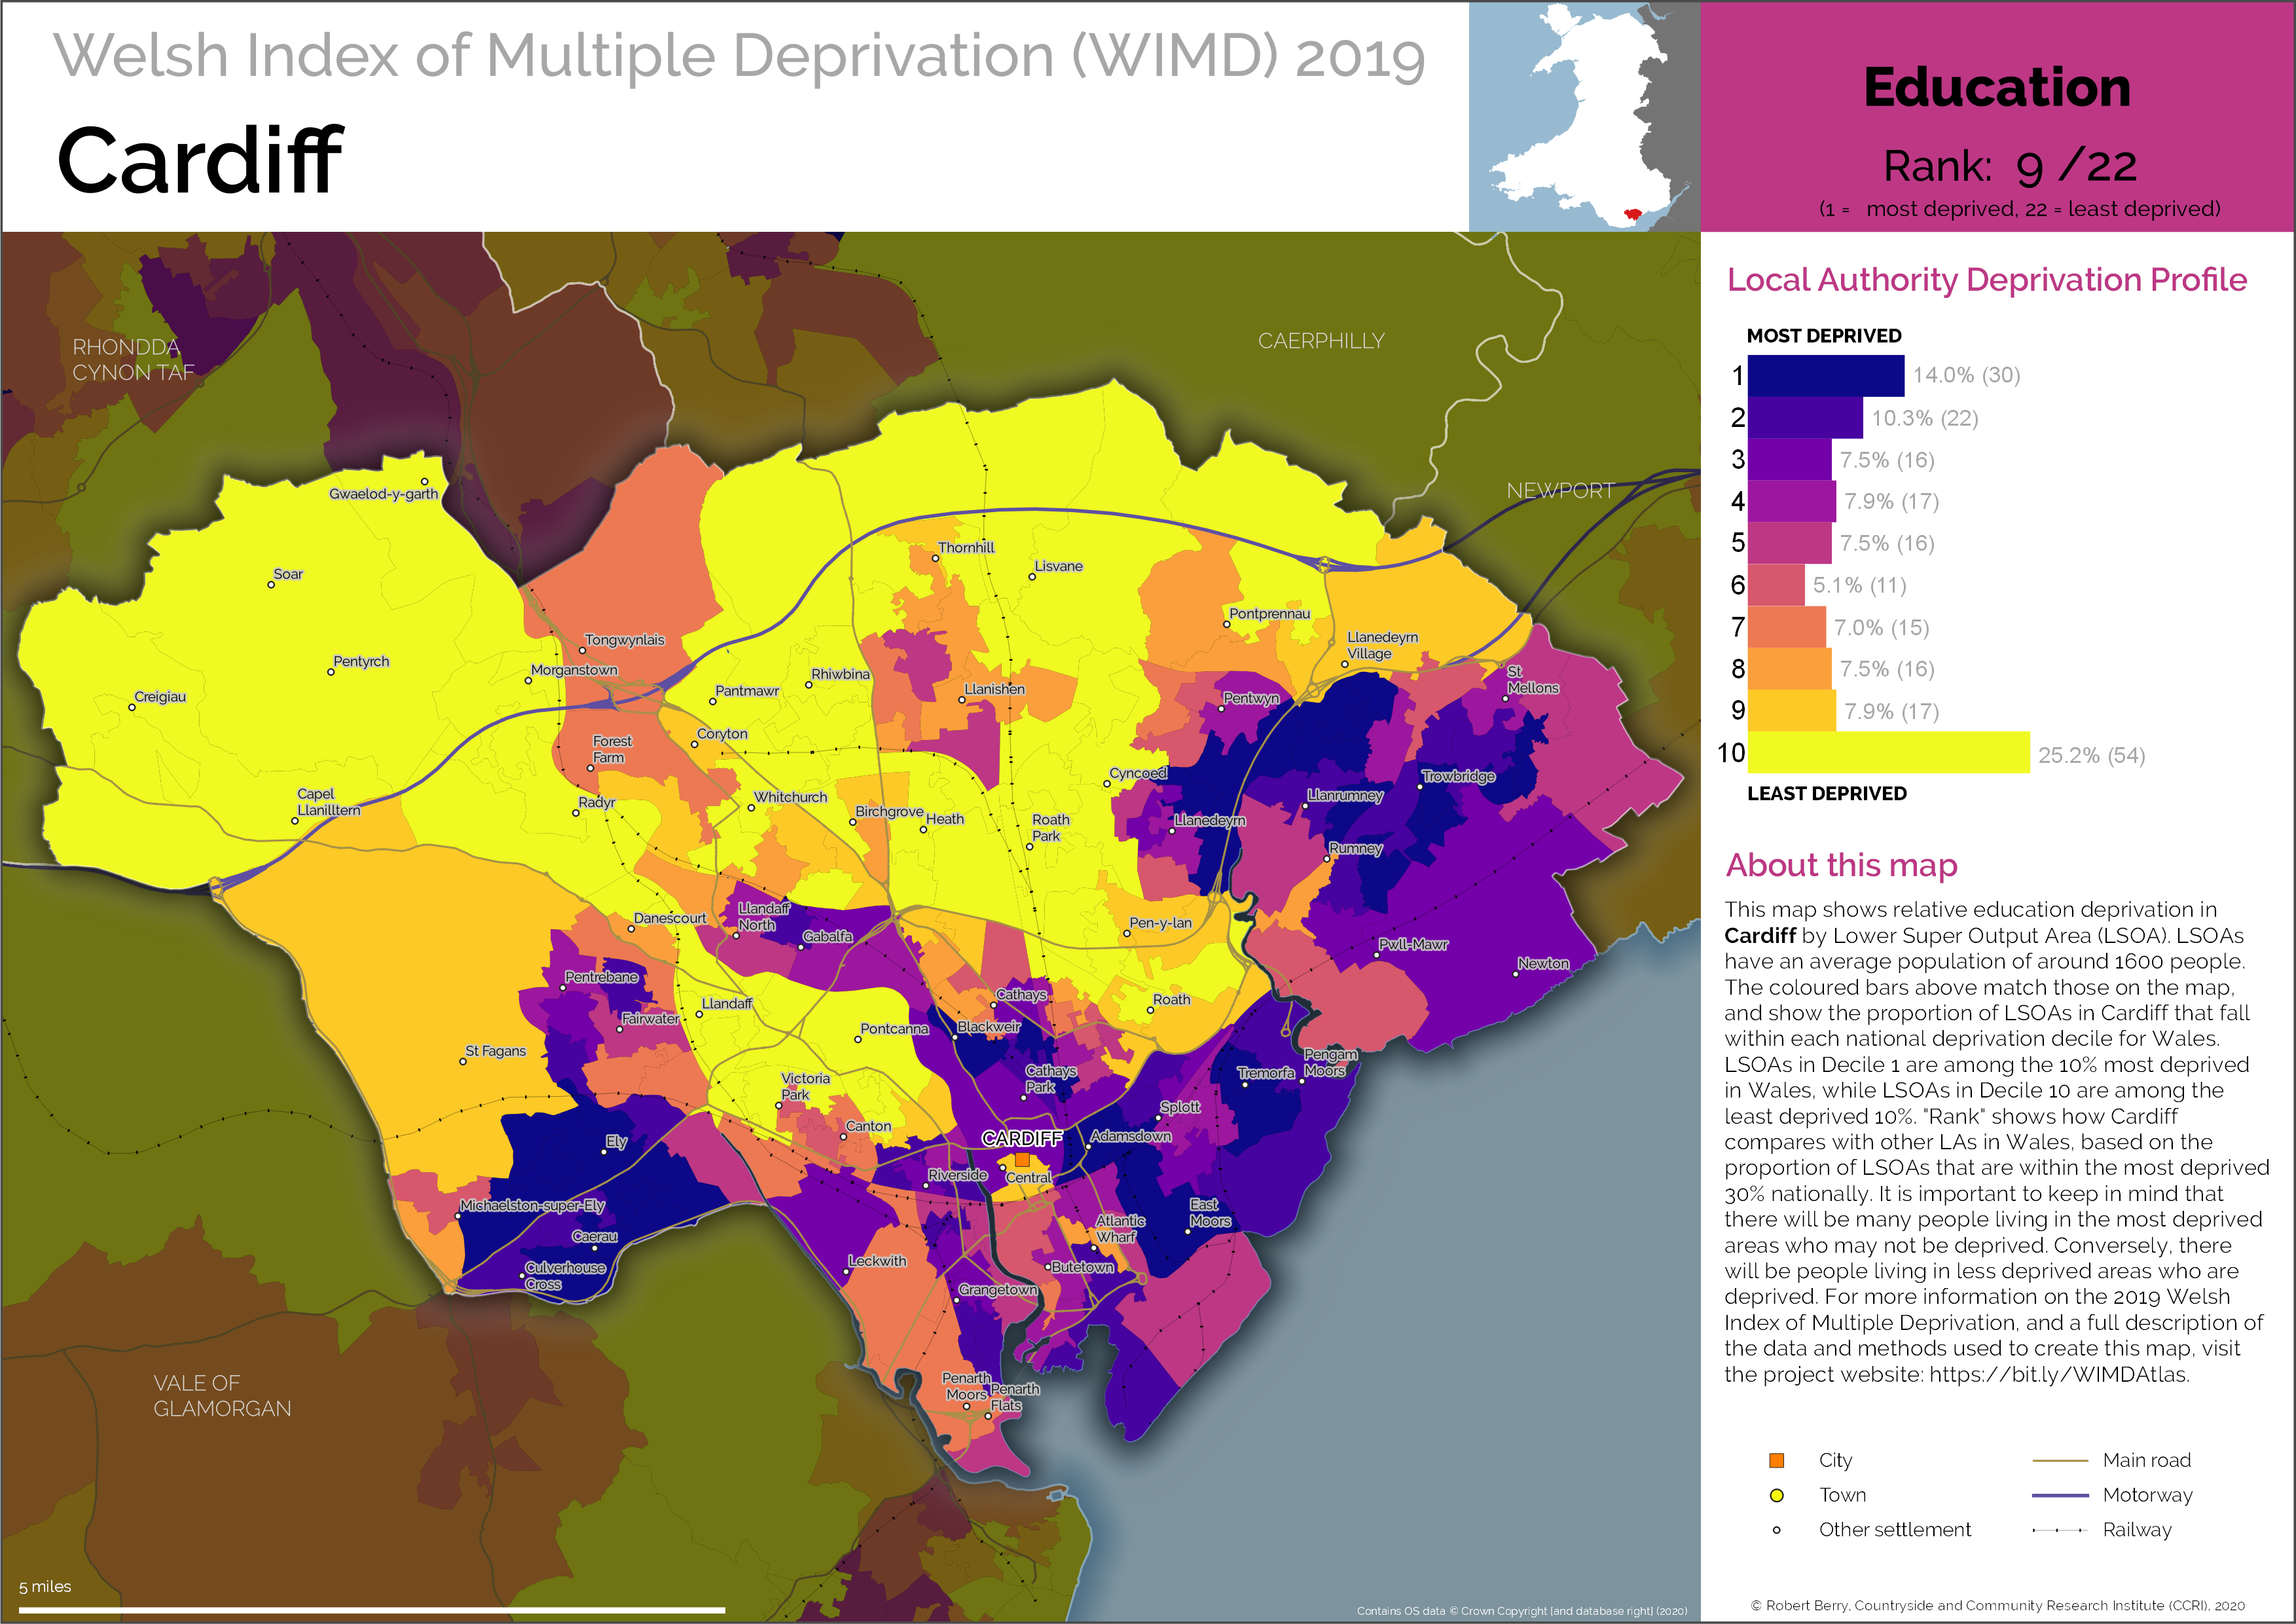 Welsh Index of Multiple Deprivation (WIMD) 2019
Cardiff
Education
Rank: 9 /22
(1 = most deprived, 22 = least deprived)
RHONDDA
CYNON TAF
CAERPHILLY
NEWPORT
VALE OF
GLAMORGAN
Gwaelod-y-garth
Soar
Pentyrch
Creigiau
Capel
Llanilltern
Tongwynlais
Morganstown
Pantmawr
Rhiwbina
Thornhill
Lisvane
Llanishen
Pontprennau
Llanedeyrn
Village
St
Mellons
Pentwyn
Coryton
Forest
Farm
Radyr
Whitchurch
Birchgrove
Heath
Roath
Park
Cyncoed
Llanedeyrn
Llanrumney
Trowbridge
Rumney
Danescourt
Llandaff
North
Gabalfa
Pen-y-lan
Pwll-Mawr
Newton
Pentrebane
Fairwater
Llandaff
Cathays
Roath
Pontcanna
Blackweir
St Fagans
Victoria
Park
Cathays
Park
Tremorfa
Pengam
Moors
Splott
Canton
CARDIFF
Adamsdown
Ely
Riverside
Central
Michaelston-super-Ely
Caerau
Culverhouse
Cross
East
Moors
Atlantic
Wharf
Leckwith
Butetown
Grangetown
Penarth
Moors
Penarth
Flats
5 miles
Contains OS data © Crown Copyright [and database right] (2020)
Local Authority Deprivation Profile
MOST DEPRIVED
1 14.0% (30)
2 10.3% (22)
3 7.5% (16)
4 7.9% (17)
5 7.5% (16)
6 5.1% (11)
7 7.0% (15)
8 7.5% (16)
9 7.9% (17)
10 25.2% (54)
LEAST DEPRIVED
About this map
This map shows relative education deprivation in
Cardiff by Lower Super Output Area (LSOA). LSOAs
have an average population of around 1600 people.
The coloured bars above match those on the map,
and show the proportion of LSOAs in Cardiff that fall
within each national deprivation decile for Wales.
LSOAs in Decile 1 are among the 10% most deprived
in Wales, while LSOAs in Decile 10 are among the
least deprived 10%. "Rank" shows how Cardiff
compares with other LAs in Wales, based on the
proportion of LSOAs that are within the most deprived
30% nationally. It is important to keep in mind that
there will be many people living in the most deprived
areas who may not be deprived. Conversely, there
will be people living in less deprived areas who are
deprived. For more information on the 2019 Welsh
Index of Multiple Deprivation, and a full description of
the data and methods used to create this map, visit
the project website: https://bit.ly/WIMDAtlas.
City
Town
Other settlement
Main road
Motorway
Railway
© Robert Berry, Countryside and Community Research Institute (CCRI), 2020